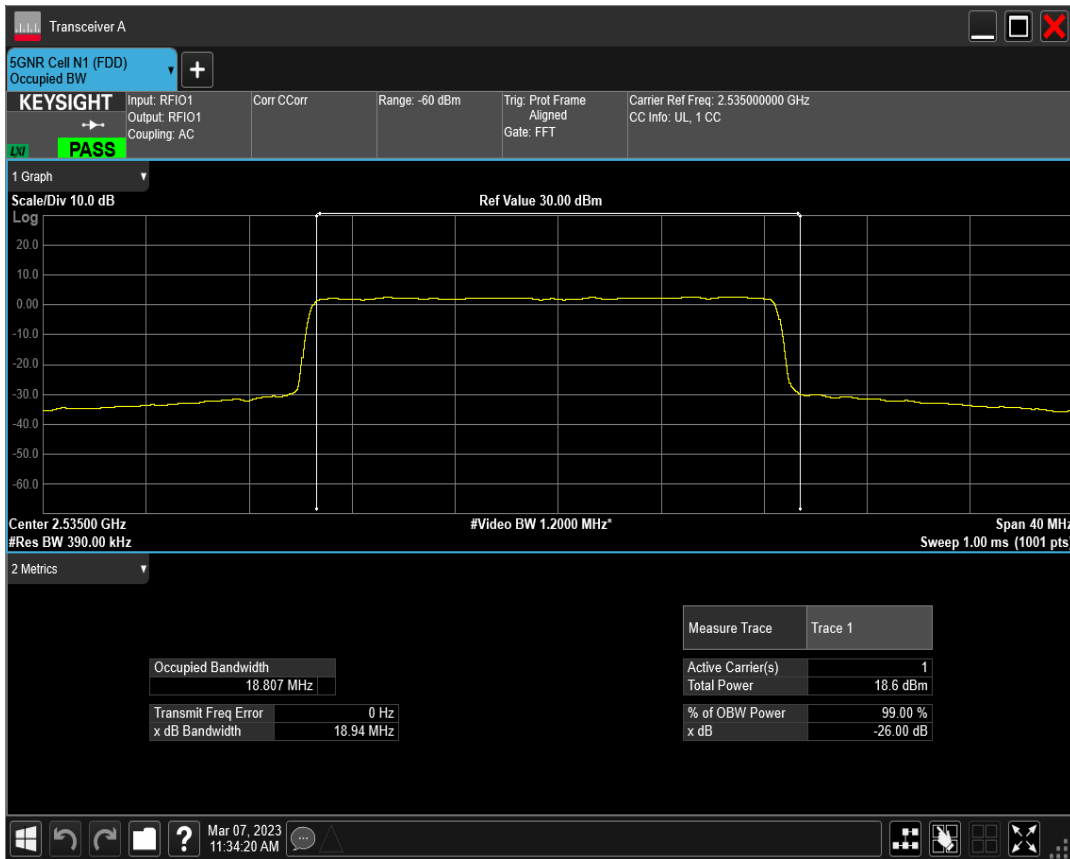 Transceiver A
5GNR Cell N1 (FDD)
Occupied BW
+
KEYSIGHT
LXI
PASS
Input: RFIO1
Output: RFIO1
Coupling: AC
Corr CCorr
Range: -60 dBm
Trig: Prot Frame
Aligned
Gate: FFT
Carrier Ref Freq: 2.535000000 GHz
CC Info: UL, 1 CC
1 Graph
Scale/Div 10.0 dB
Ref Value 30.00 dBm
Log
20.0
10.0
0.00
-10.0
-20.0
-30.0
-40.0
-50.0
-60.0
Center 2.53500 GHz
#Video BW 1.2000 MHz*
Span 40 MHz
#Res BW 390.00 kHz
Sweep 1.00 ms (1001 pts)
2 Metrics
Measure Trace Trace 1
Occupied Bandwidth
18.807 MHz
Active Carrier(s) 1
Total Power 18.6 dBm
Transmit Freq Error 0 Hz
x dB Bandwidth 18.94 MHz
% of OBW Power 99.00 %
x dB -26.00 dB
?
Mar 07, 2023
11:34:20 AM